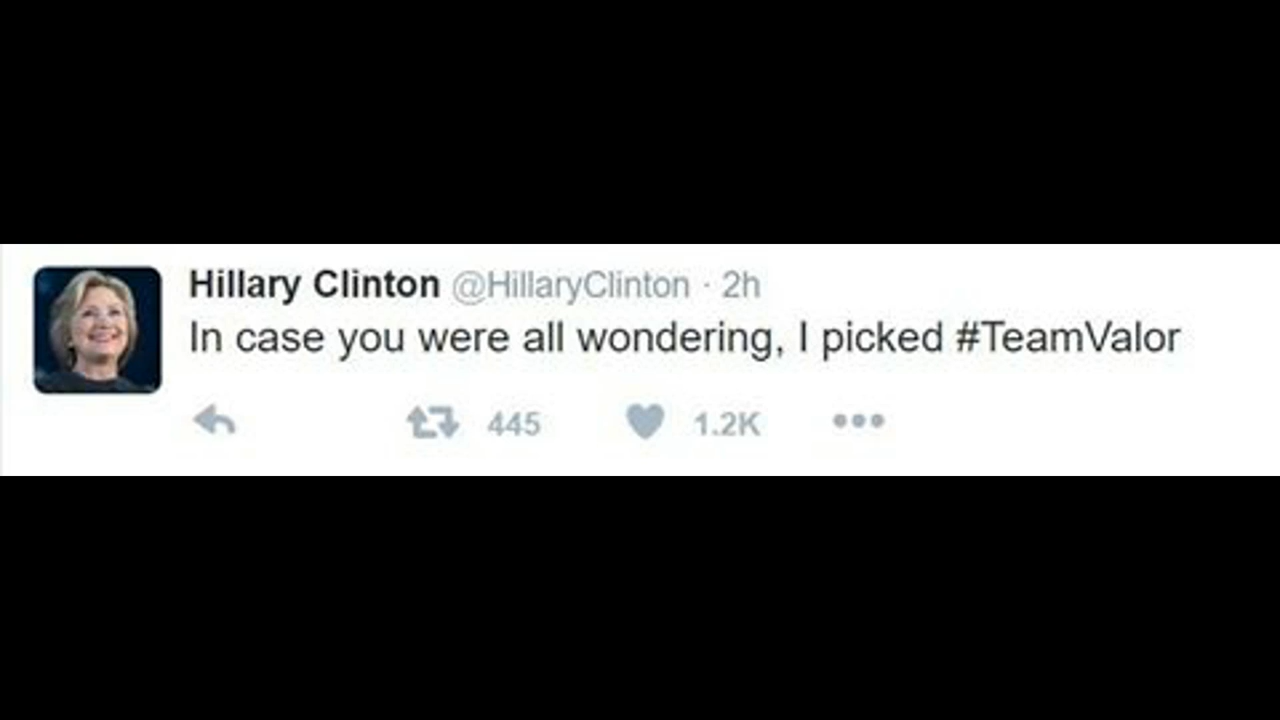 Hillary Clinton @HillaryClinton · 2h
In case you were all wondering, I picked #TeamValor
445 1.2K